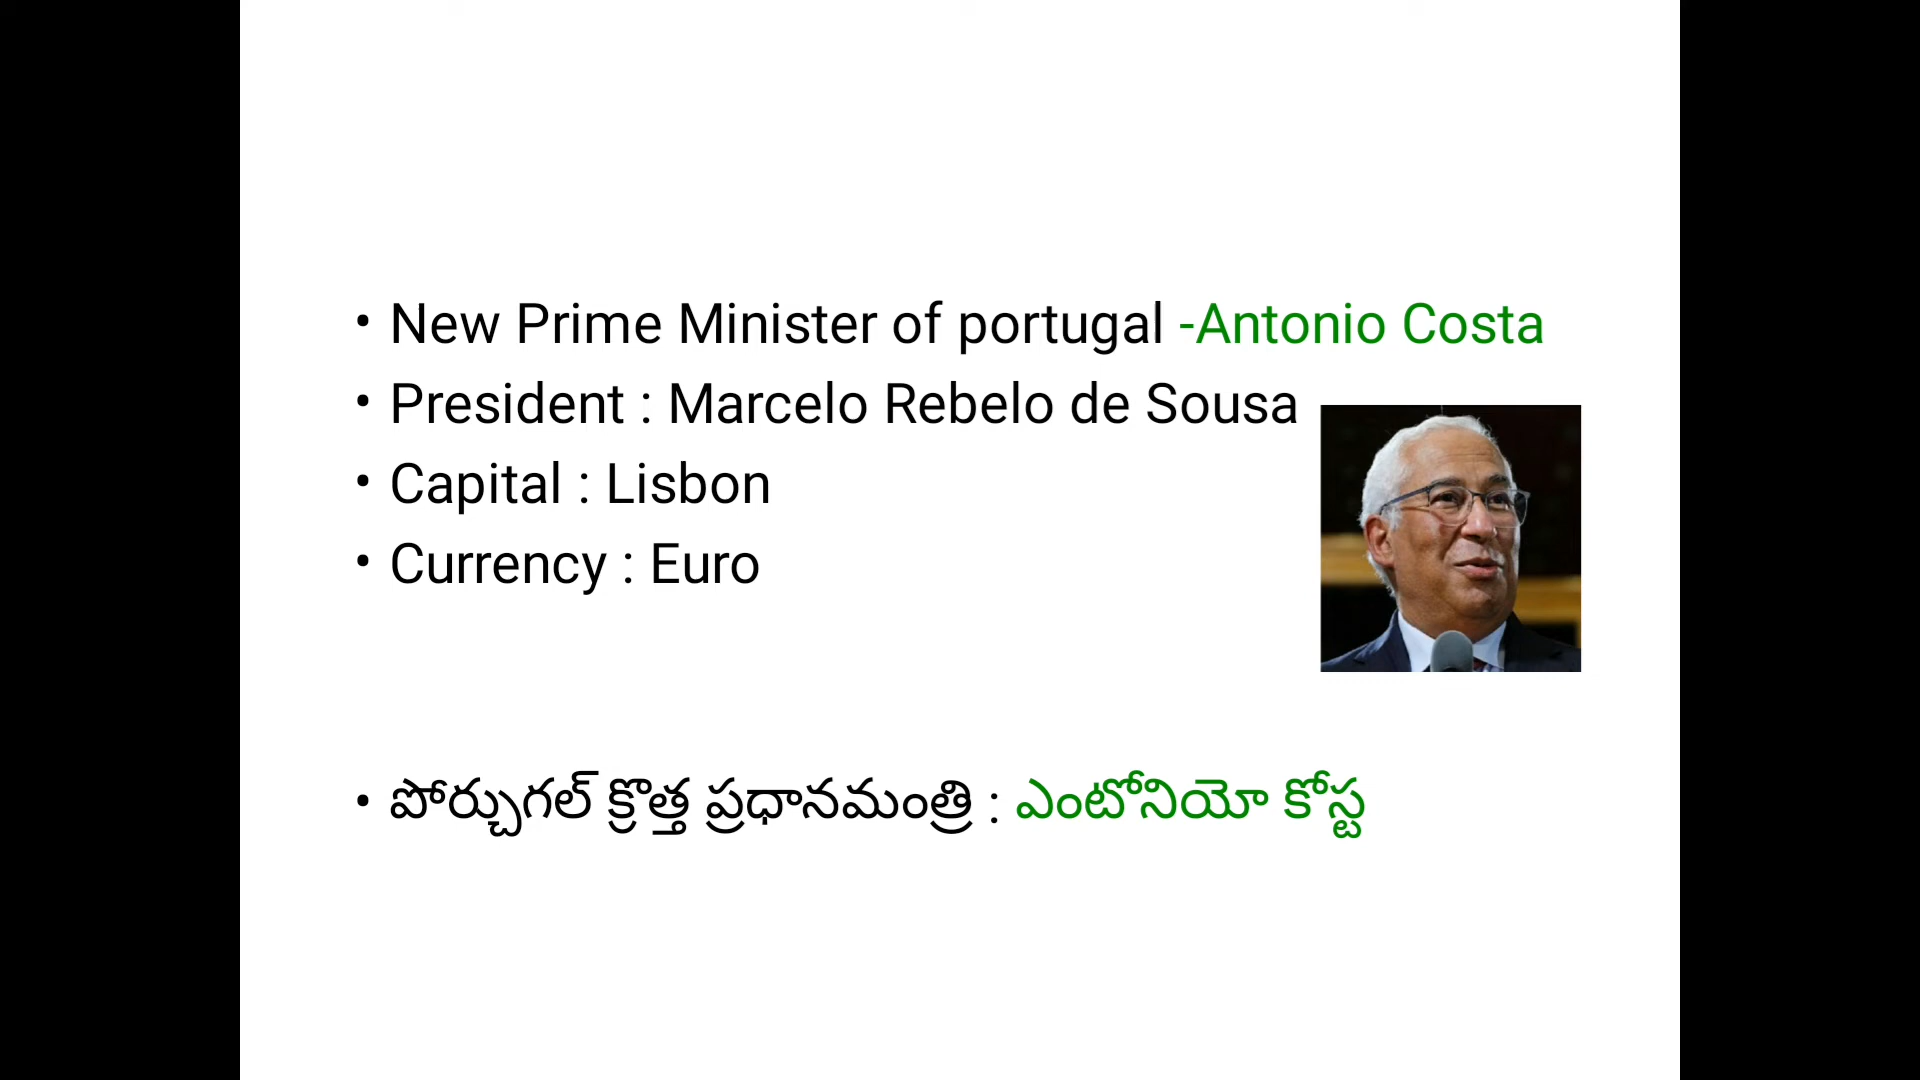 • New Prime Minister of portugal -Antonio Costa
• President : Marcelo Rebelo de Sousa
• Capital : Lisbon
• Currency : Euro
• పోర్చుగల్ క్రొత్త ప్రధానమంత్రి : ఎంటోనియో కోస్ట